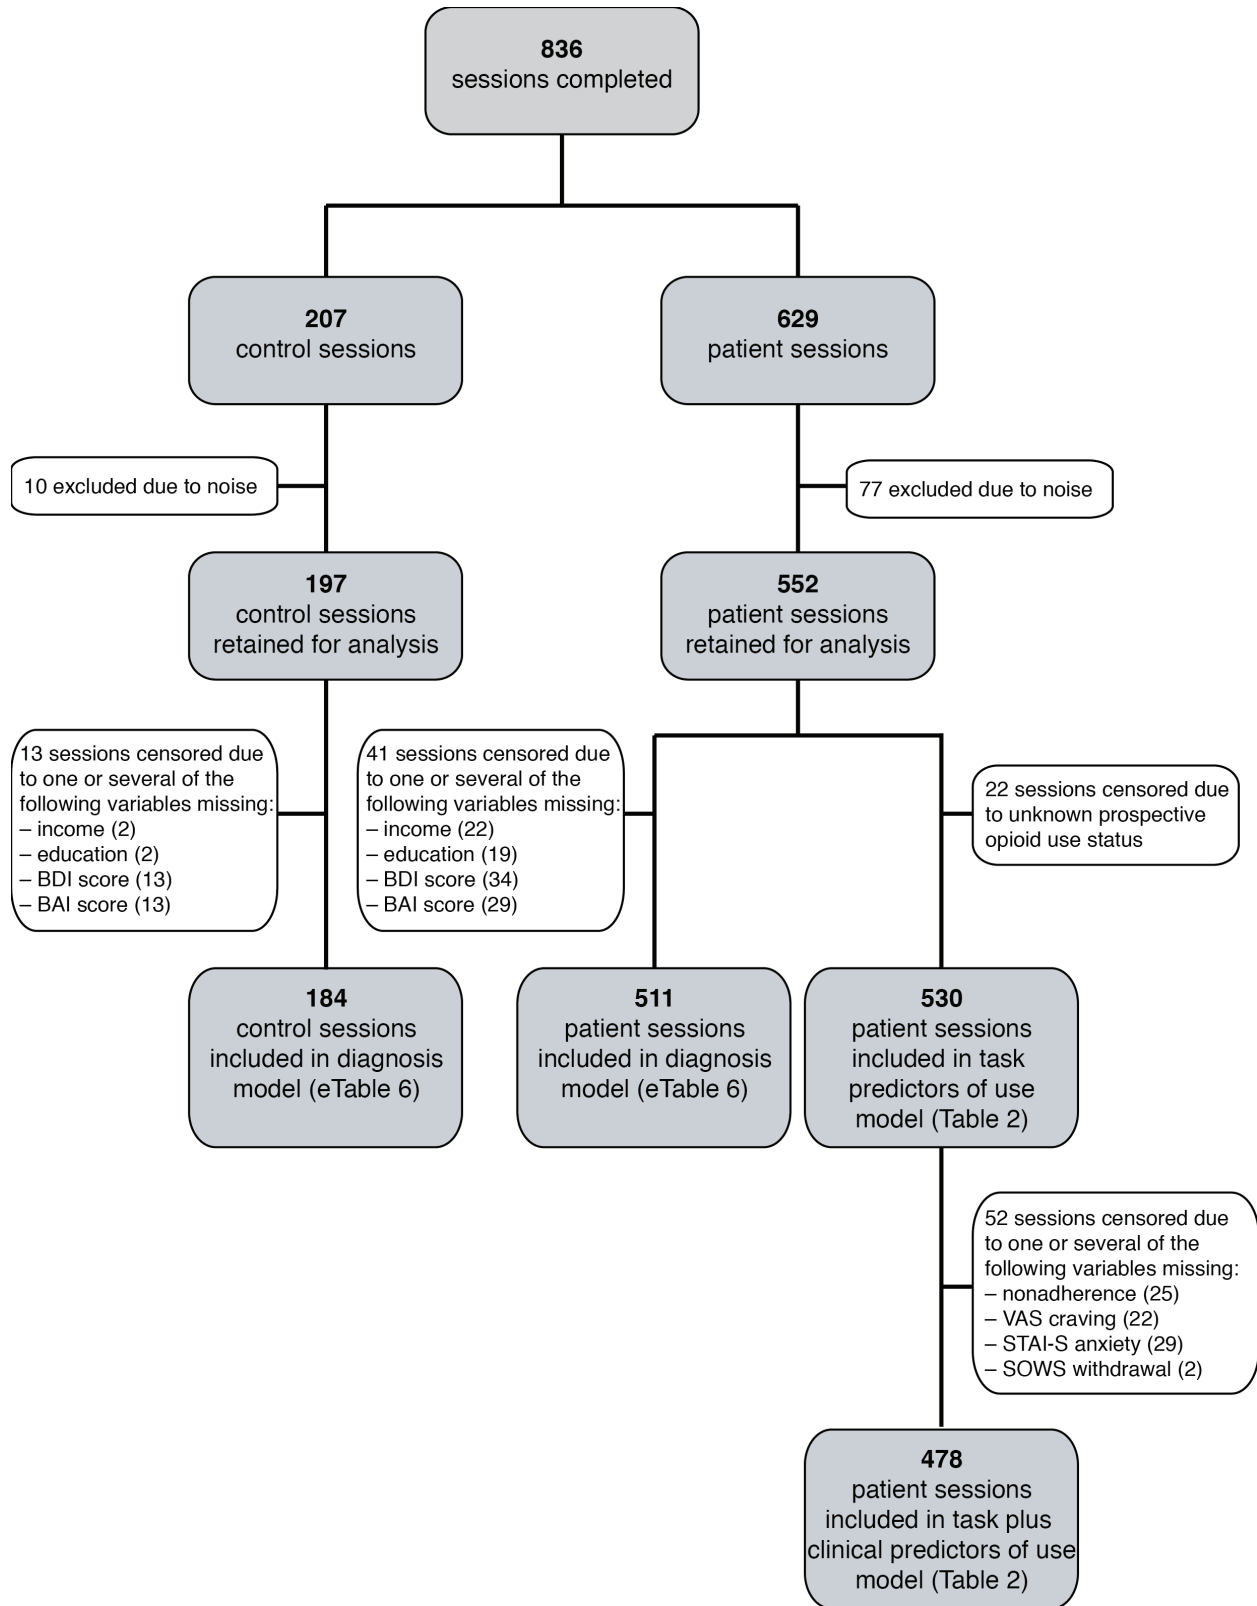 836
sessions completed
207
control sessions
629
patient sessions
10 excluded due to noise
77 excluded due to noise
197
control sessions
retained for analysis
552
patient sessions
retained for analysis
13 sessions censored due
to one or several of the
following variables missing:
– income (2)
– education (2)
– BDI score (13)
– BAI score (13)
41 sessions censored due
to one or several of the
following variables missing:
– income (22)
– education (19)
– BDI score (34)
– BAI score (29)
22 sessions censored due
to unknown prospective
opioid use status
184
control sessions
included in diagnosis
model (eTable 6)
511
patient sessions
included in diagnosis
model (eTable 6)
530
patient sessions
included in task
predictors of use
model (Table 2)
52 sessions censored due
to one or several of the
following variables missing:
– nonadherence (25)
– VAS craving (22)
– STAI-S anxiety (29)
– SOWS withdrawal (2)
478
patient sessions
included in task plus
clinical predictors of use
model (Table 2)